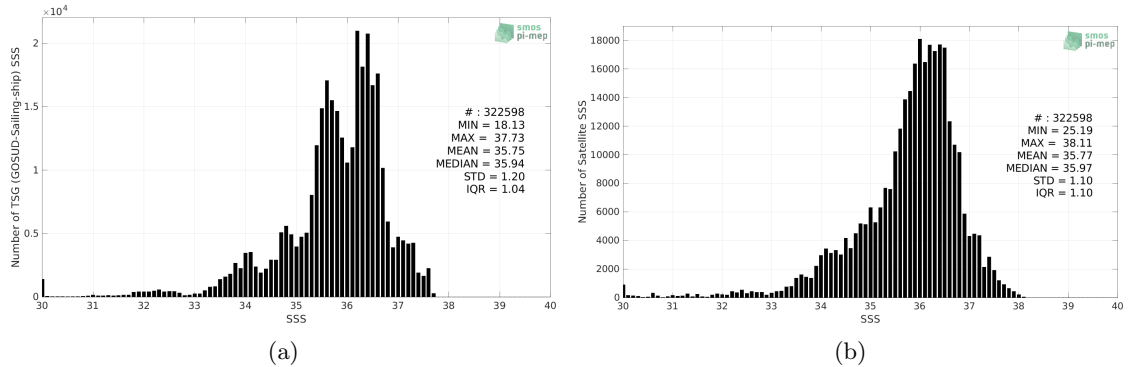 ×10⁴
2
1.5
1
0.5
0
30 31 32 33 34 35 36 37 38 39 40
SSS
Number of TSG (GOSUD-Sailing-ship) SSS
smos
pi-mep
# : 322598
MIN = 18.13
MAX = 37.73
MEAN = 35.75
MEDIAN = 35.94
STD = 1.20
IQR = 1.04
(a)
18000
16000
14000
12000
10000
8000
6000
4000
2000
0
30 31 32 33 34 35 36 37 38 39 40
SSS
Number of Satellite SSS
smos
pi-mep
# : 322598
MIN = 25.19
MAX = 38.11
MEAN = 35.77
MEDIAN = 35.97
STD = 1.10
IQR = 1.10
(b)